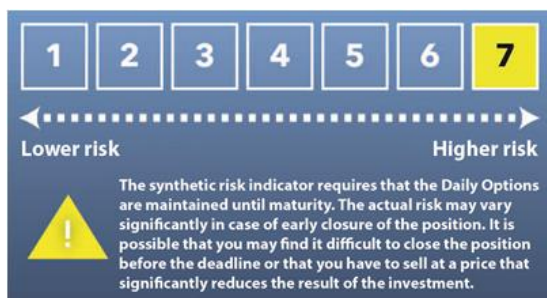 1 2 3 4 5 6 7
Lower risk Higher risk
The synthetic risk indicator requires that the Daily Options
are maintained until maturity. The actual risk may vary
significantly in case of early closure of the position. It is
possible that you may find it difficult to close the position
before the deadline or that you have to sell at a price that
significantly reduces the result of the investment.
!